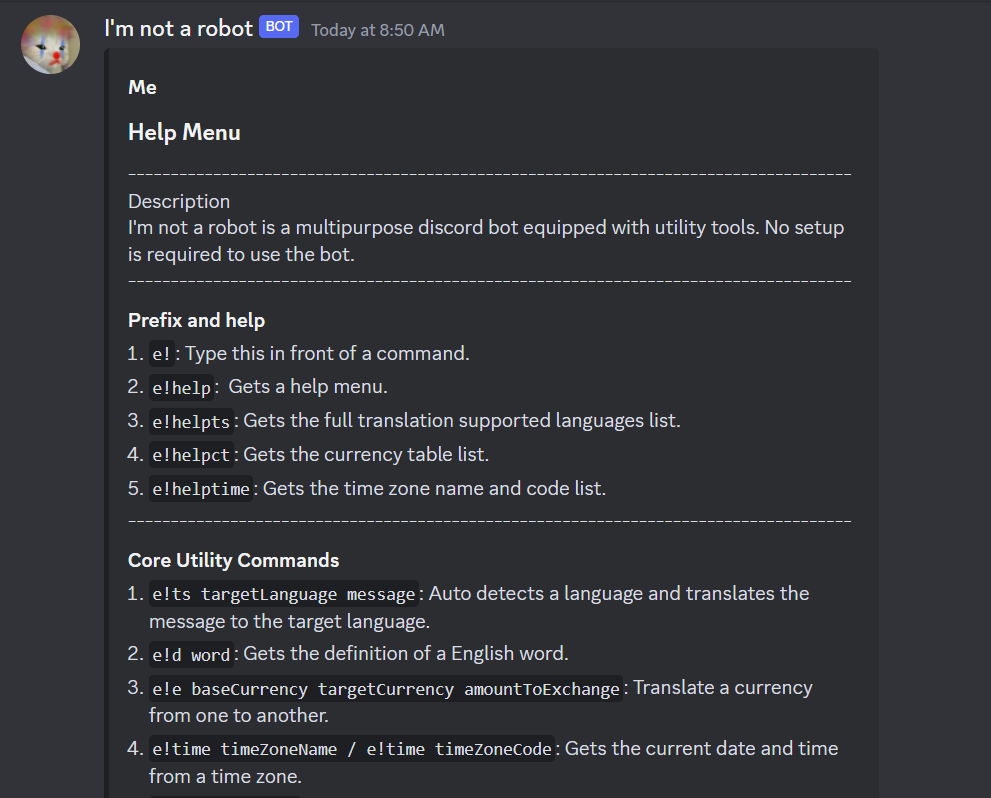 I'm not a robot BOT Today at 8:50 AM
Me
Help Menu
--------------------------------------------------------------------------------------
Description
I'm not a robot is a multipurpose discord bot equipped with utility tools. No setup
is required to use the bot.
--------------------------------------------------------------------------------------
Prefix and help
1. e!: Type this in front of a command.
2. e!help: Gets a help menu.
3. e!helpts: Gets the full translation supported languages list.
4. e!helpct: Gets the currency table list.
5. e!helptime: Gets the time zone name and code list.
--------------------------------------------------------------------------------------
Core Utility Commands
1. e!ts targetLanguage message: Auto detects a language and translates the
message to the target language.
2. e!d word: Gets the definition of a English word.
3. e!e baseCurrency targetCurrency amountToExchange: Translate a currency
from one to another.
4. e!time timeZoneName / e!time timeZoneCode: Gets the current date and time
from a time zone.